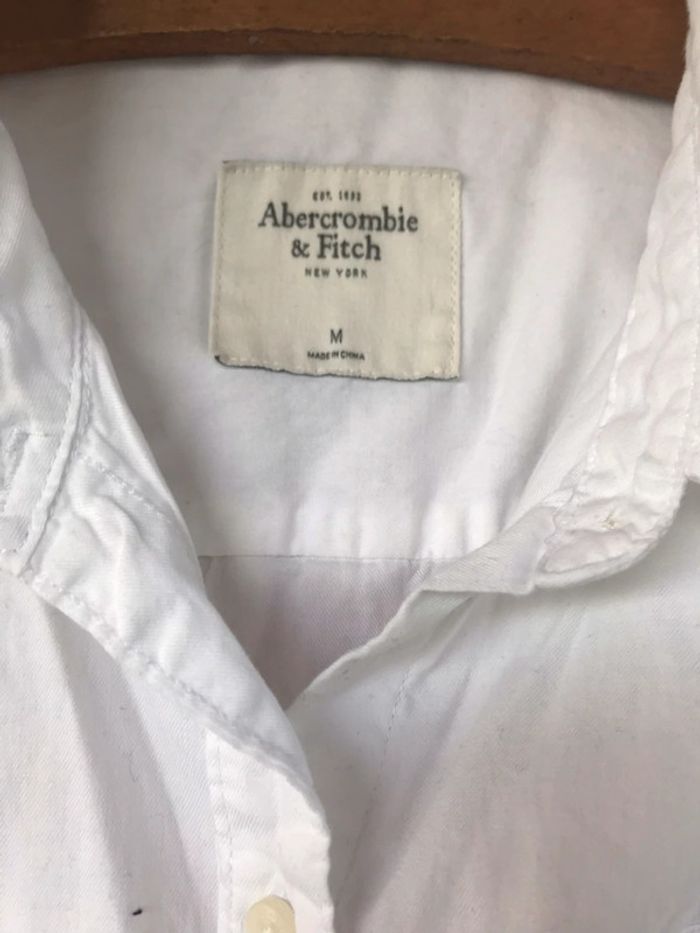 EST. 1892
Abercrombie
& Fitch
NEW YORK
M
MADE IN CHINA